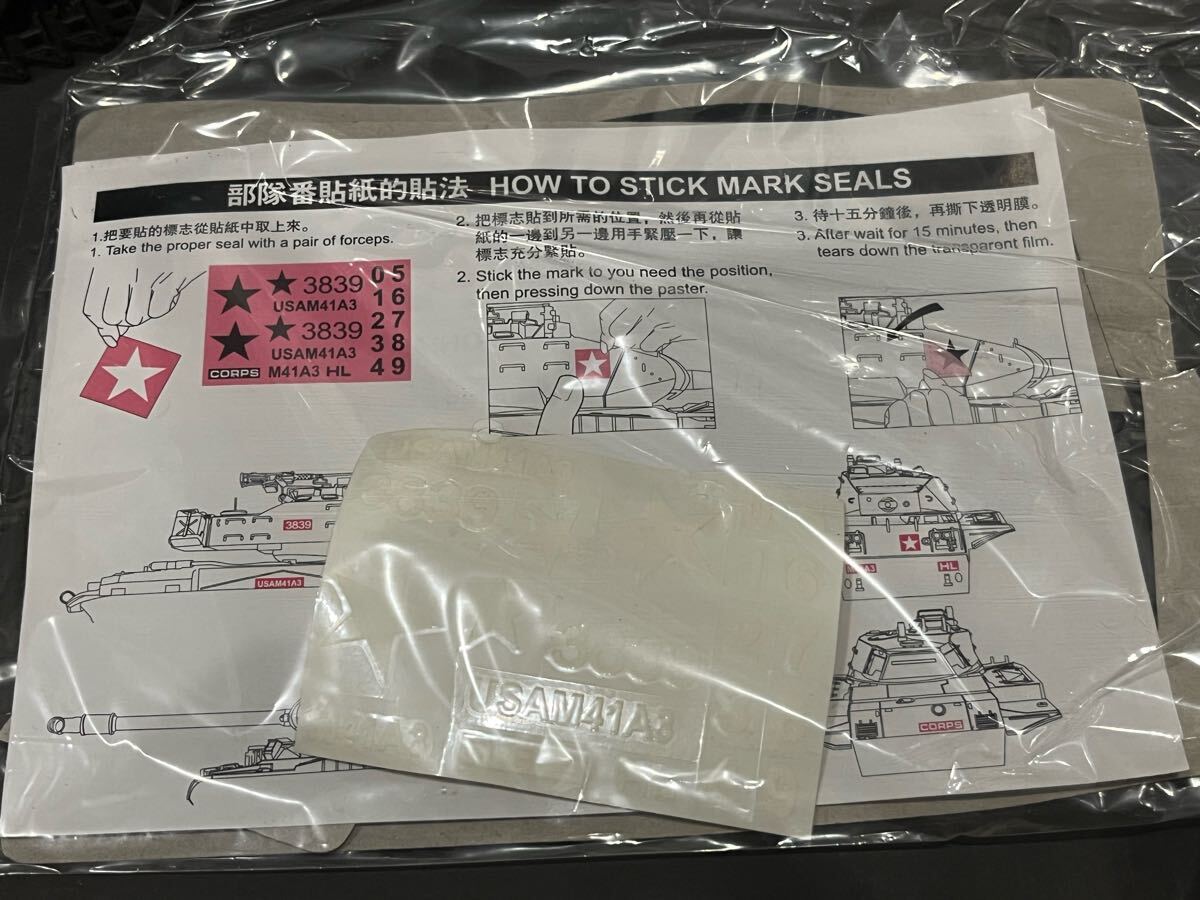 部隊番貼紙的貼法 HOW TO STICK MARK SEALS
1.把要貼的標志從貼紙中取上來。
1. Take the proper seal with a pair of forceps.
2. 把標志貼到所需的位置，然後再從貼
紙的一邊到另一邊用手緊壓一下，讓
標志充分緊貼。
2. Stick the mark to you need the position,
then pressing down the paster.
3. 待十五分鐘後，再撕下透明膜。
3. After wait for 15 minutes, then
tears down the transparent film.
3839 05
USAM41A3 16
3839 27
USAM41A3 38
CORPS M41A3 HL 49
3839
USAM41A3
HL
CORPS
USAM41A3